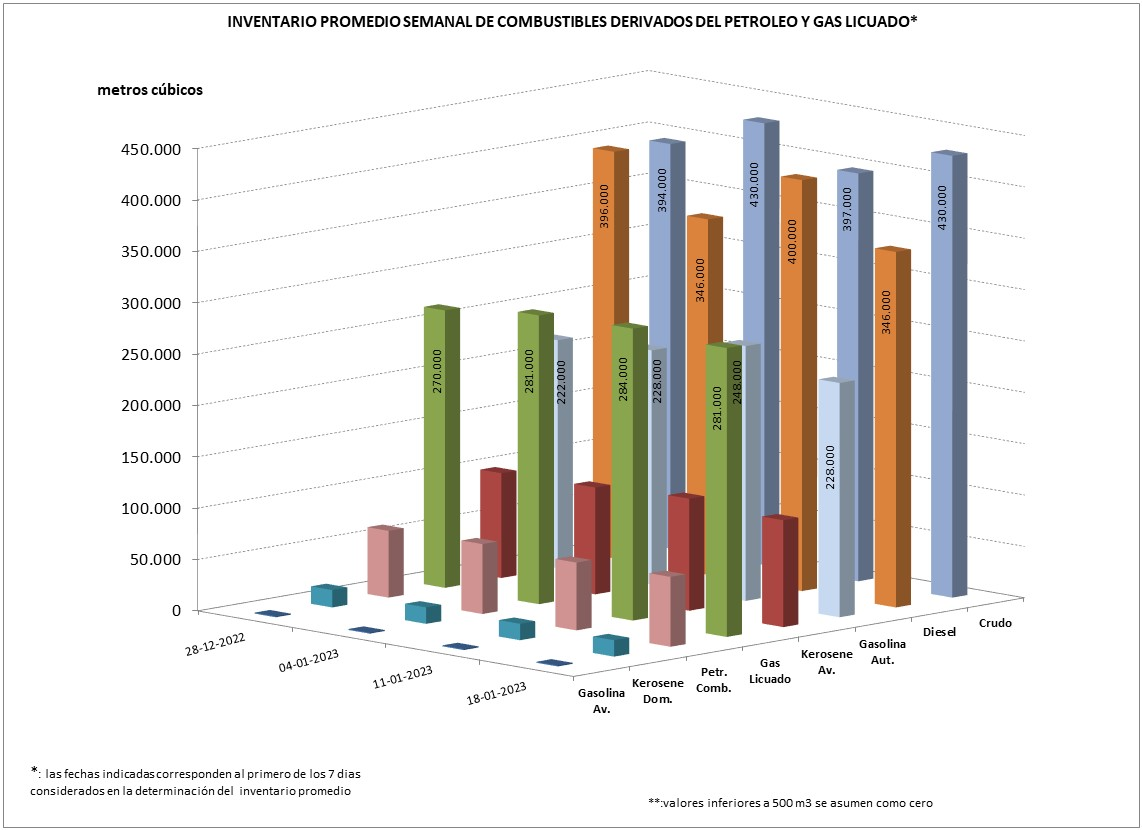 INVENTARIO PROMEDIO SEMANAL DE COMBUSTIBLES DERIVADOS DEL PETROLEO Y GAS LICUADO*
metros cúbicos
450.000
400.000
350.000
300.000
250.000
200.000
150.000
100.000
50.000
0
396.000
394.000
430.000
397.000
430.000
346.000
400.000
346.000
270.000
281.000
222.000
284.000
228.000
281.000
248.000
228.000
28-12-2022
04-01-2023
11-01-2023
18-01-2023
Gasolina
Av.
Kerosene
Dom.
Petr.
Comb.
Gas
Licuado
Kerosene
Av.
Gasolina
Aut.
Diesel
Crudo
*: las fechas indicadas corresponden al primero de los 7 dias
considerados en la determinación del inventario promedio
**:valores inferiores a 500 m3 se asumen como cero